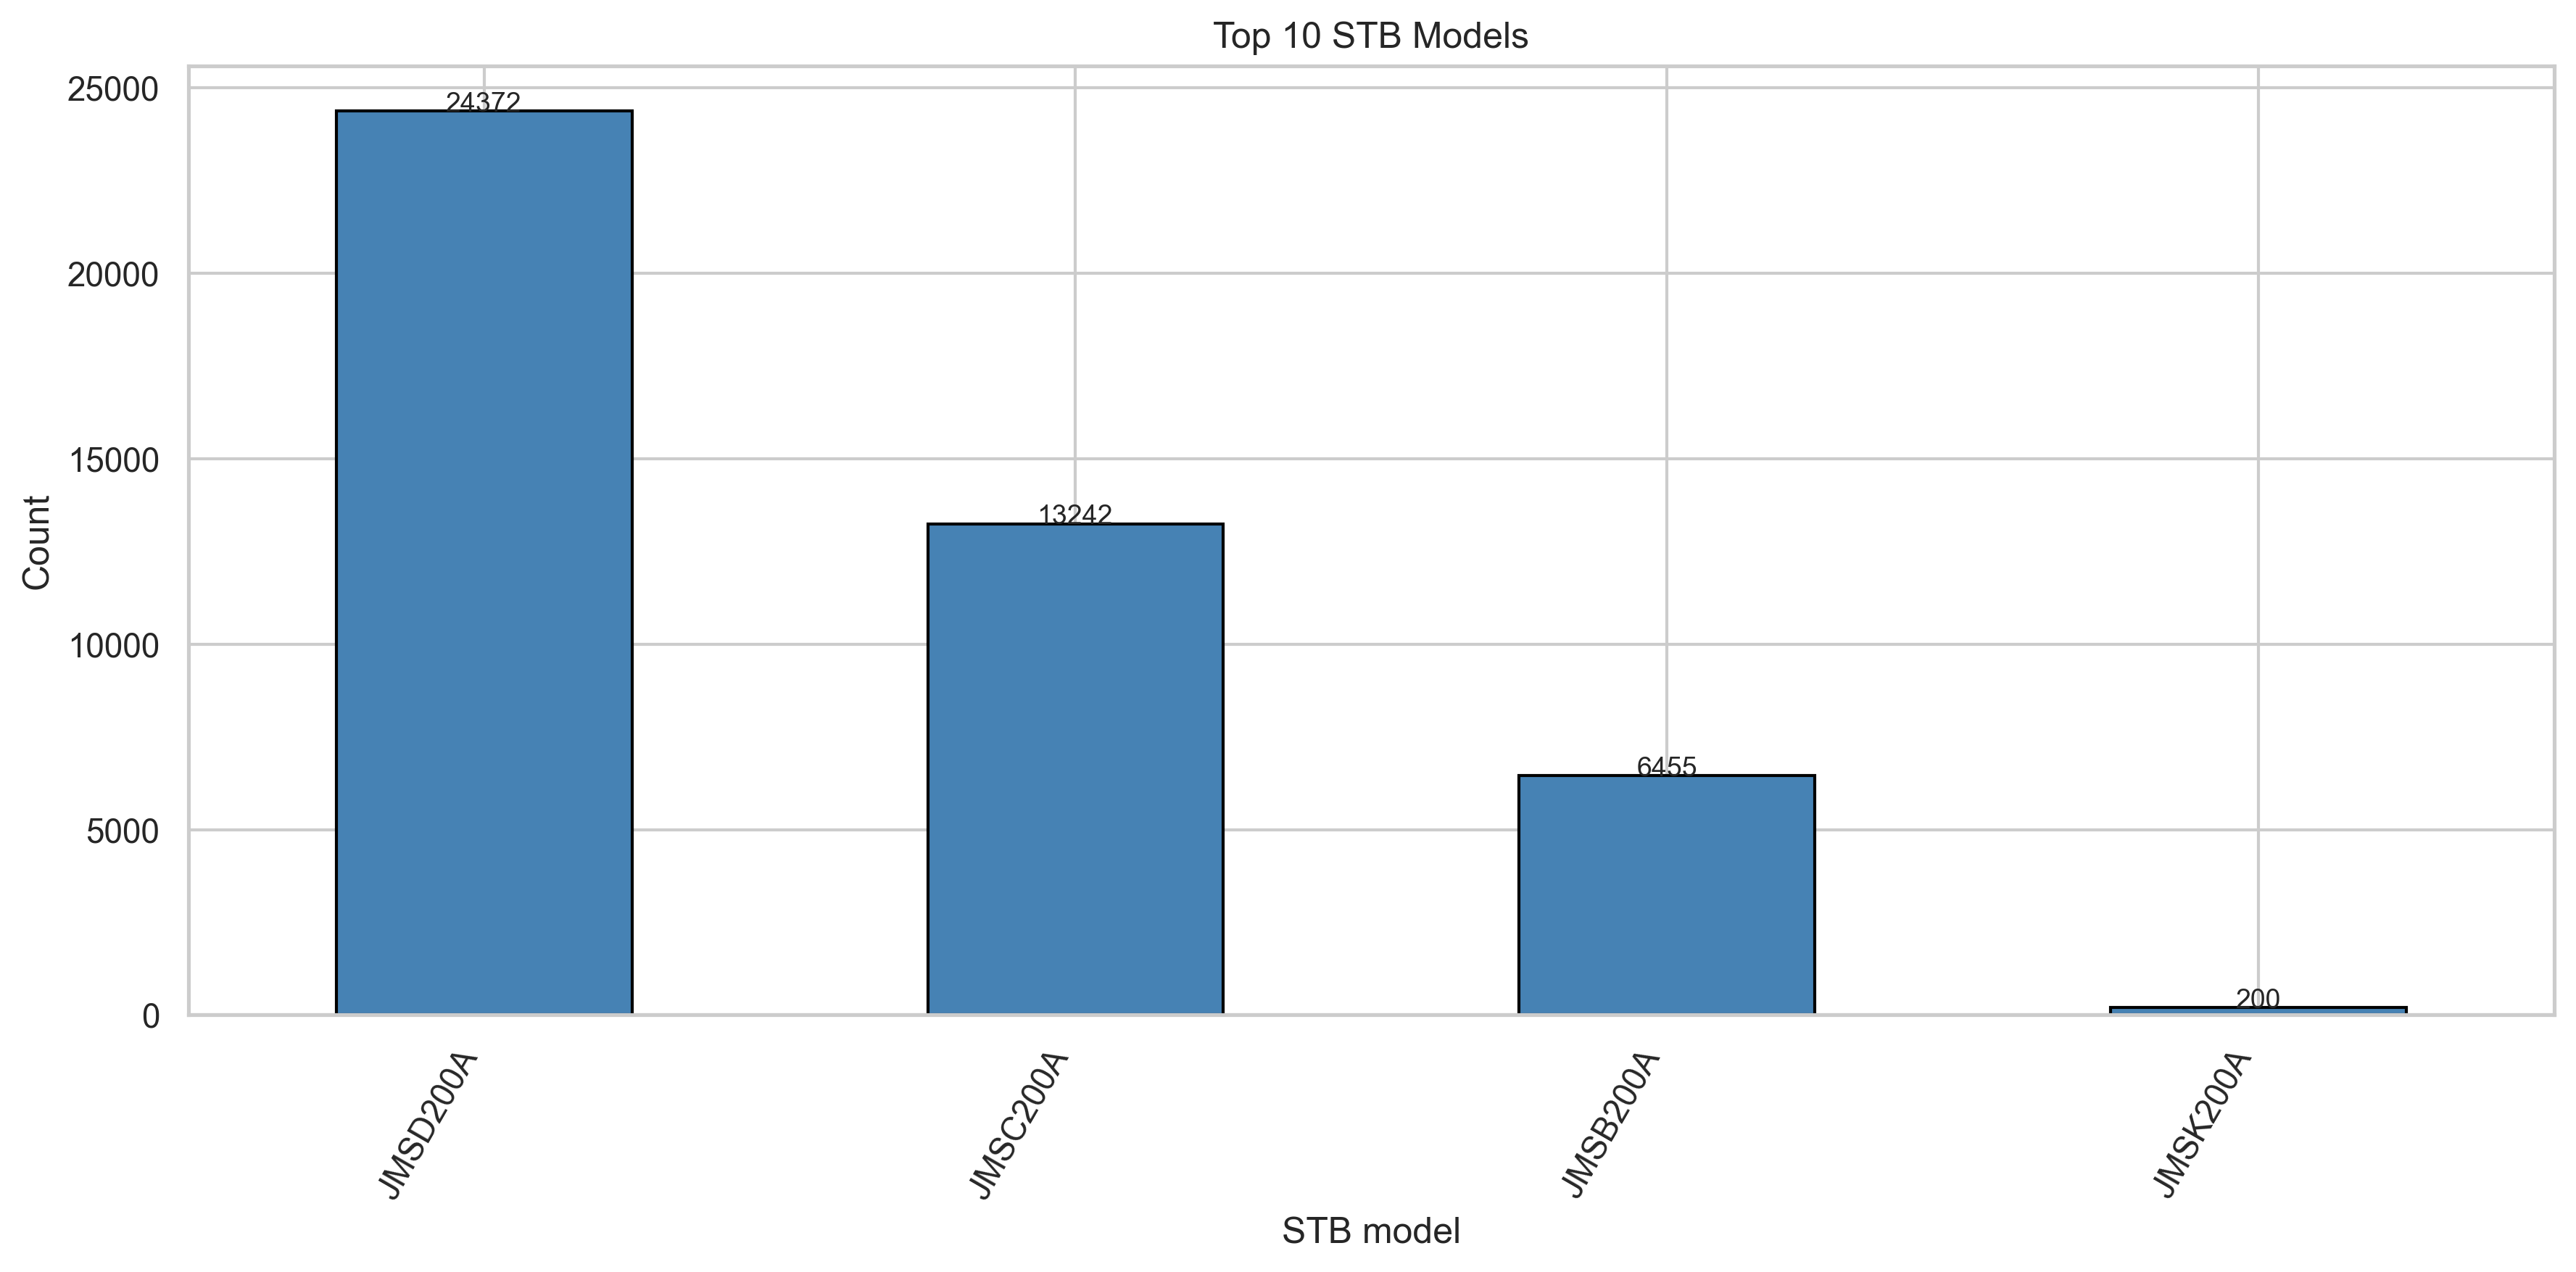 Top 10 STB Models
Count
25000
20000
15000
10000
5000
0
24372
13242
6455
200
JMSD200A
JMSC200A
JMSB200A
JMSK200A
STB model